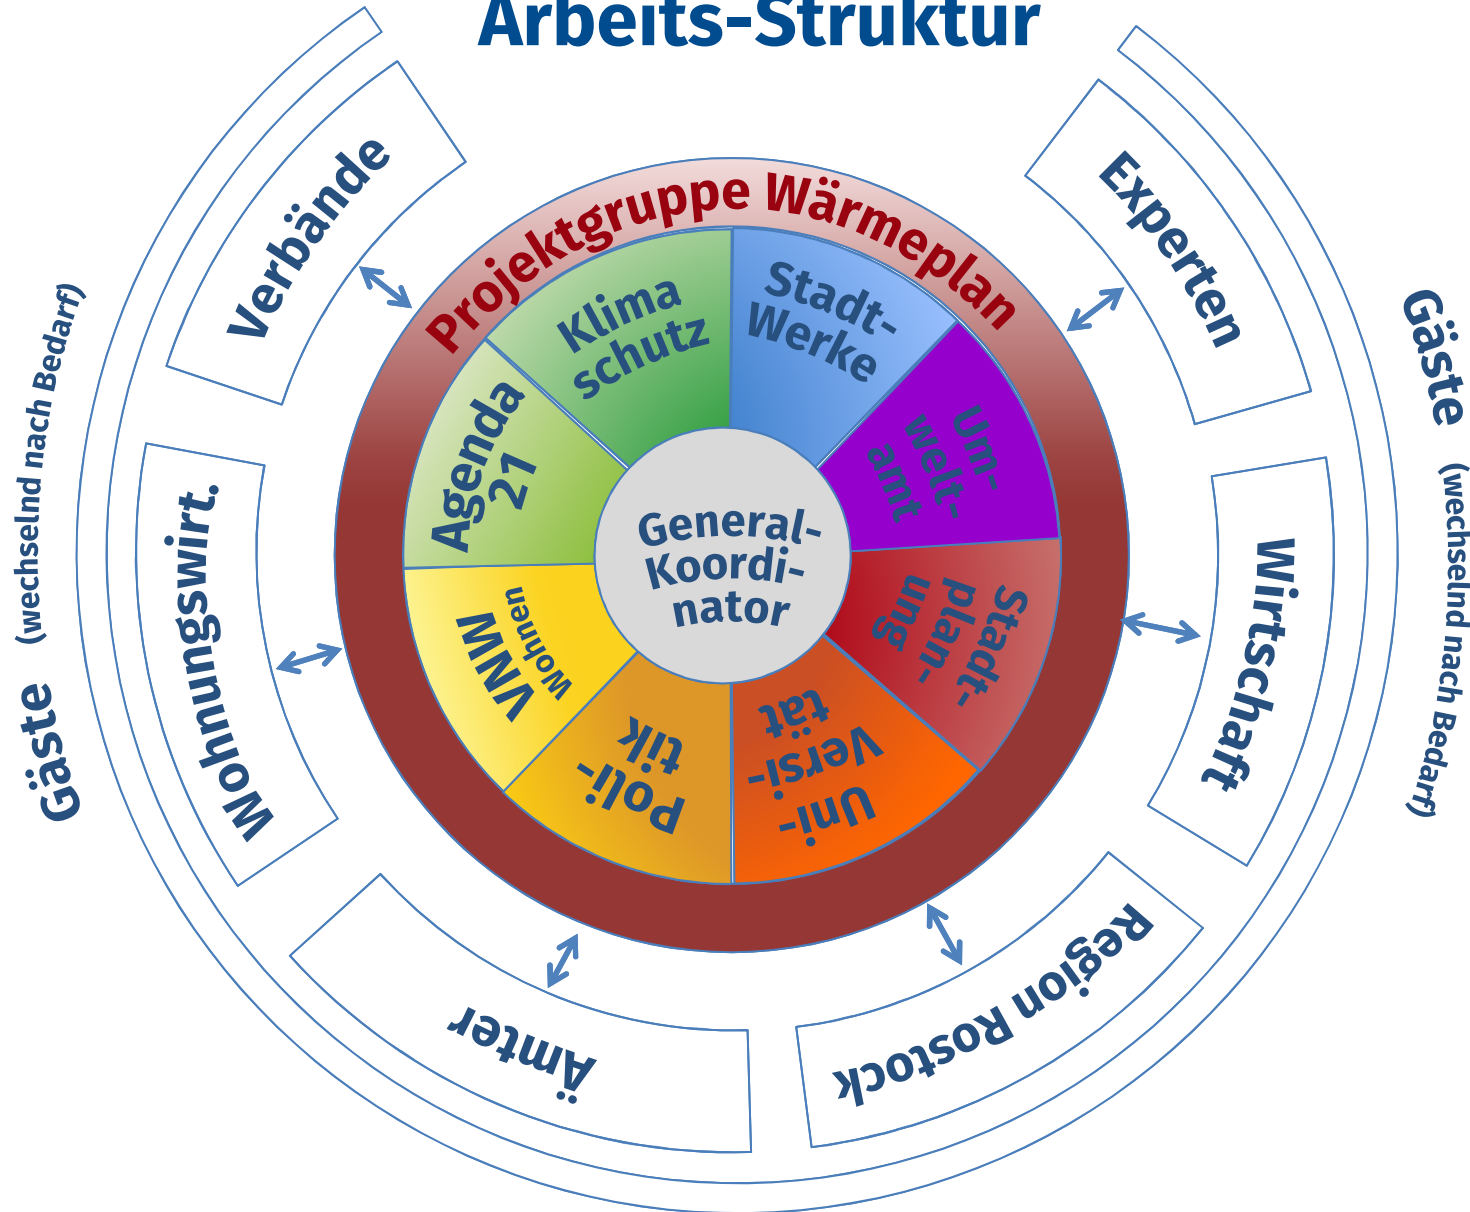 Arbeits-Struktur
Projektgruppe Wärmeplan
General-
Koordi-
nator
Klima
schutz
Stadt-
Werke
Um-
welt-
amt
Stadt-
plan-
ung
Uni-
Versi-
tät
Poli-
tik
VNW
wohnen
Agenda
21
Verbände
Experten
Wirtschaft
Region Rostock
Ämter
Wohnungswirt.
Gäste (wechselnd nach Bedarf)
Gäste (wechselnd nach Bedarf)